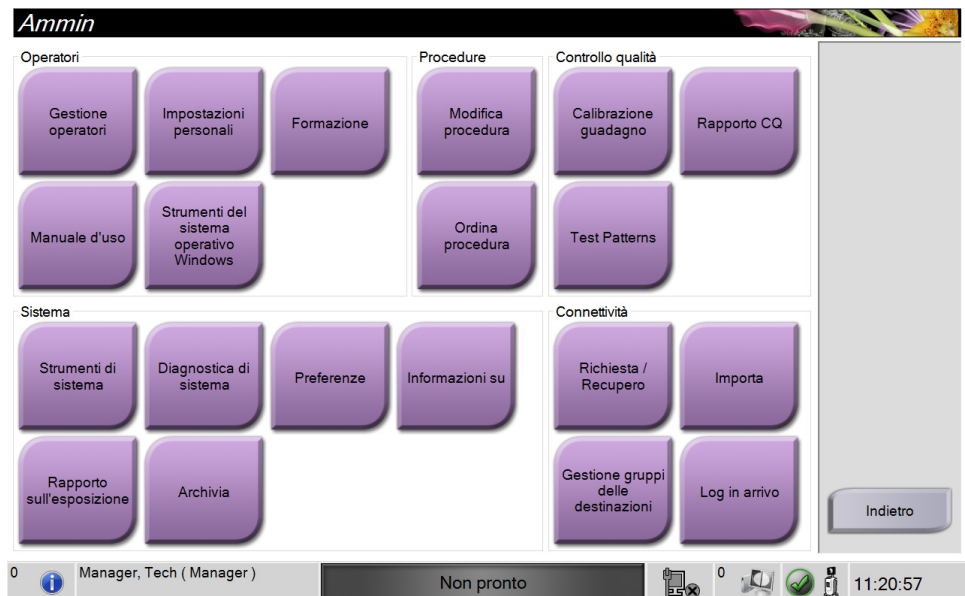 Ammin
Operatori
Procedure
Controllo qualità
Gestione
operatori
Impostazioni
personali
Formazione
Modifica
procedura
Calibrazione
guadagno
Rapporto CQ
Manuale d'uso
Strumenti del
sistema
operativo
Windows
Ordina
procedura
Test Patterns
Sistema
Connettività
Strumenti di
sistema
Diagnostica di
sistema
Preferenze
Informazioni su
Richiesta /
Recupero
Importa
Rapporto
sull'esposizione
Archivia
Gestione gruppi
delle
destinazioni
Log in arrivo
Indietro
0
Manager, Tech ( Manager )
Non pronto
0
11:20:57